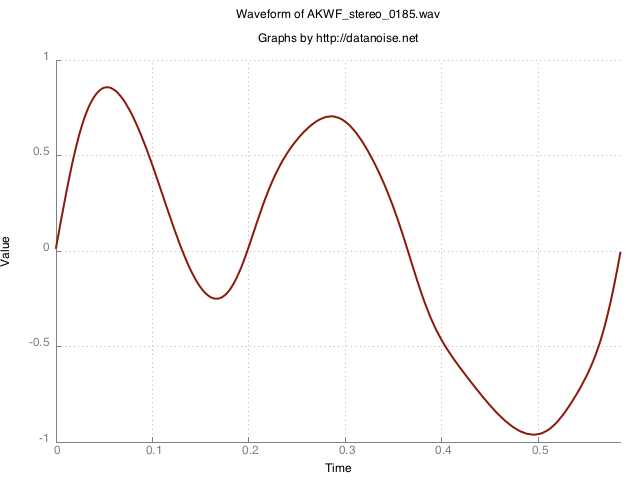 Waveform of AKWF_stereo_0185.wav
Graphs by http://datanoise.net
1
0.5
0
-0.5
-1
Value
0 0.1 0.2 0.3 0.4 0.5
Time